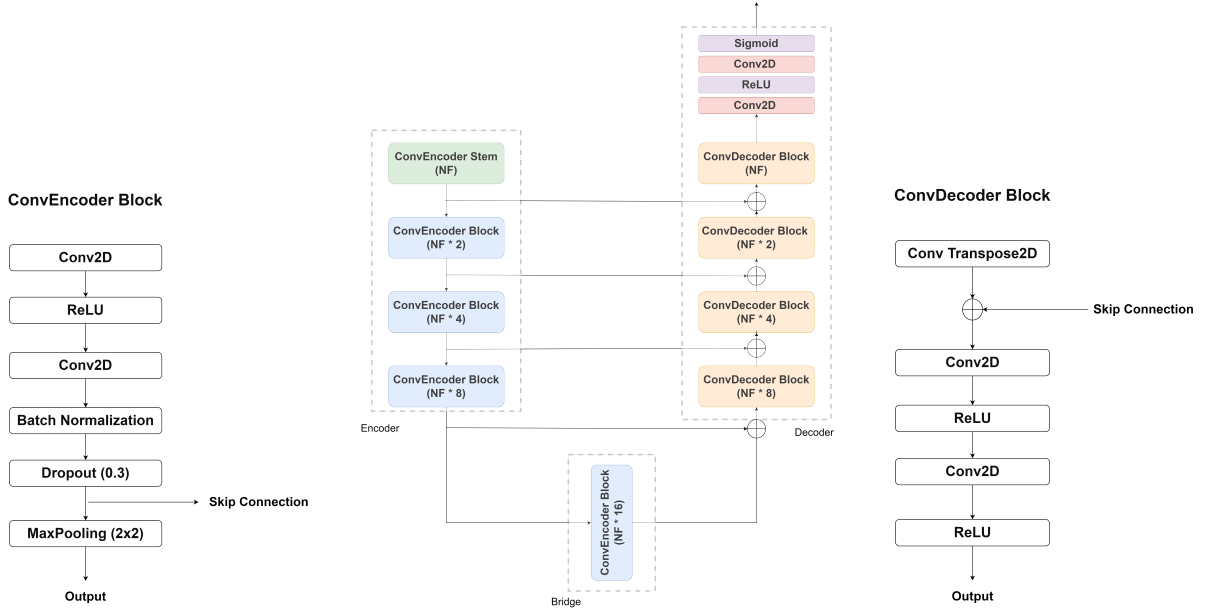 ConvEncoder Block
Conv2D
ReLU
Conv2D
Batch Normalization
Dropout (0.3)
Skip Connection
MaxPooling (2x2)
Output
ConvEncoder Stem
(NF)
ConvEncoder Block
(NF * 2)
ConvEncoder Block
(NF * 4)
ConvEncoder Block
(NF * 8)
Encoder
ConvEncoder Block
(NF * 16)
Bridge
Sigmoid
Conv2D
ReLU
Conv2D
ConvDecoder Block
(NF)
ConvDecoder Block
(NF * 2)
ConvDecoder Block
(NF * 4)
ConvDecoder Block
(NF * 8)
Decoder
ConvDecoder Block
Conv Transpose2D
Skip Connection
Conv2D
ReLU
Conv2D
ReLU
Output